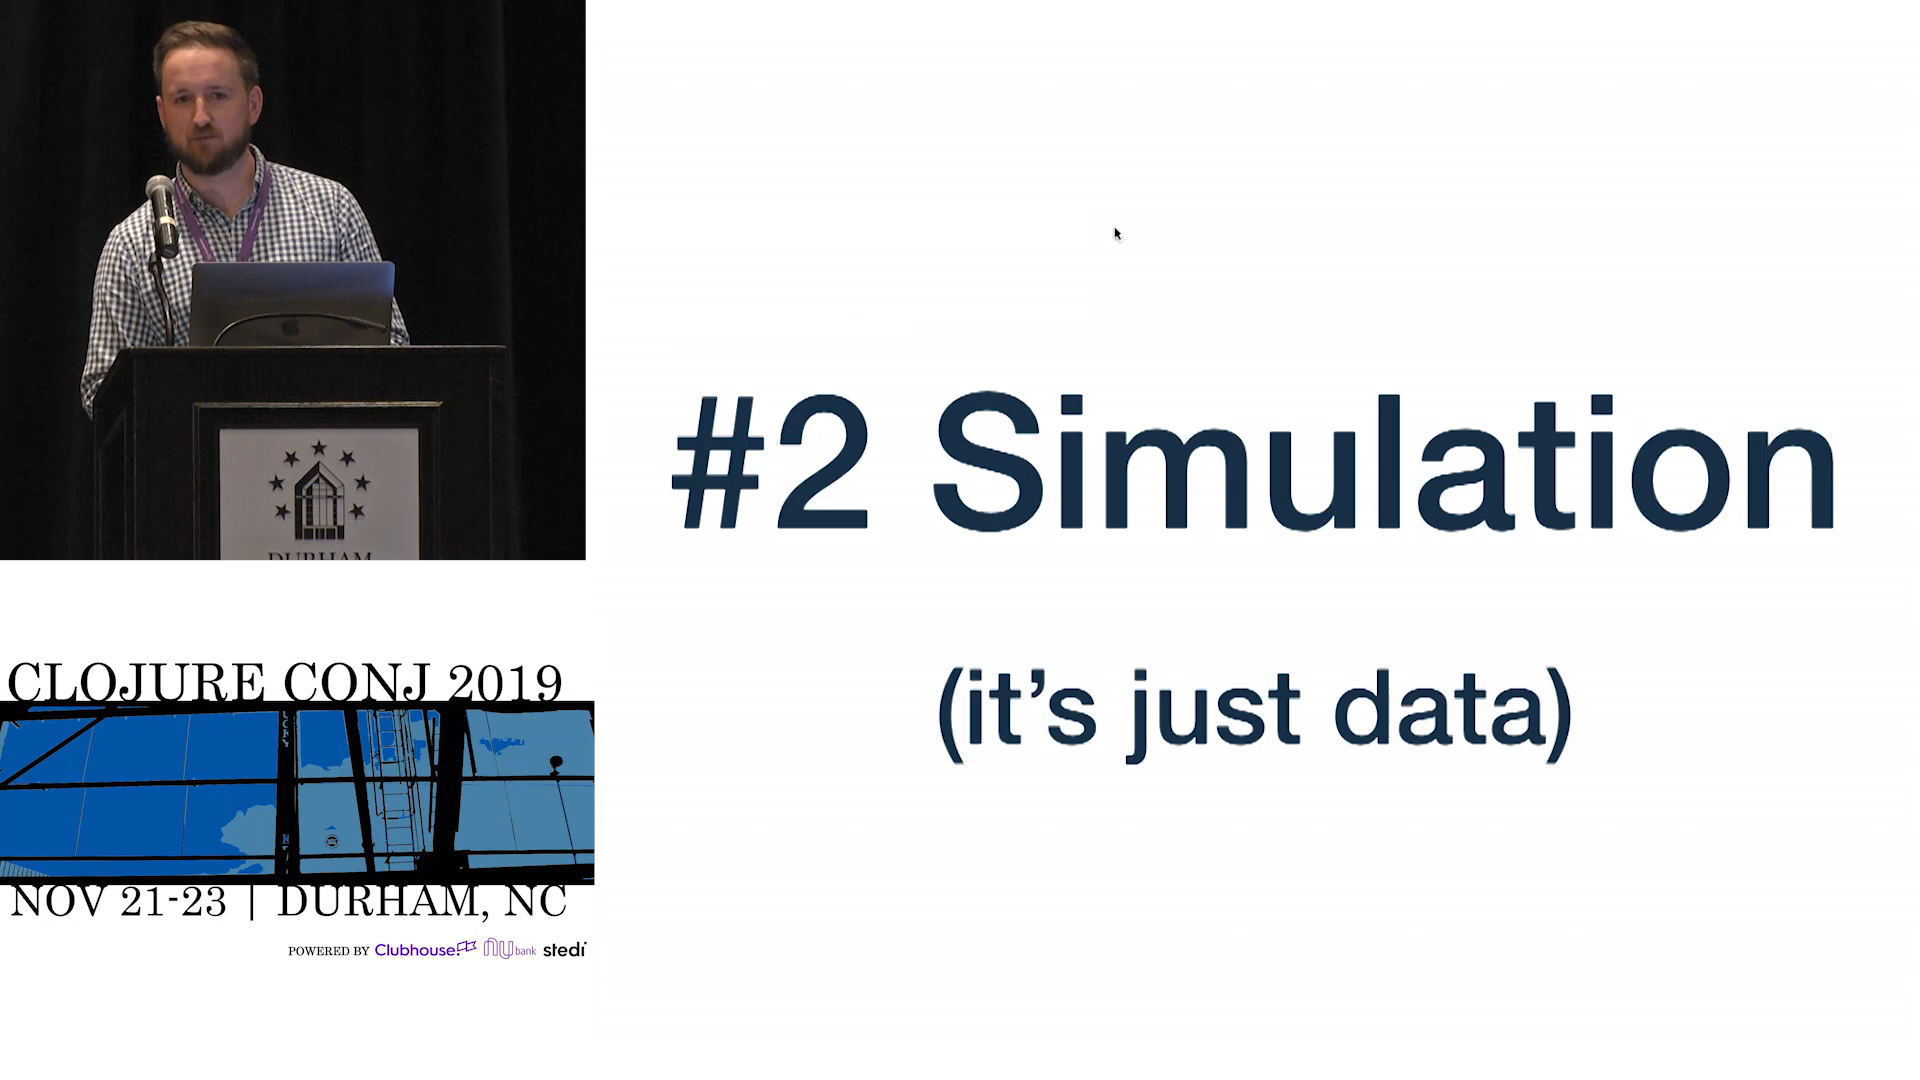 #2 Simulation
(it's just data)
DURHAM
CLOJURE CONJ 2019
NOV 21-23 | DURHAM, NC
POWERED BY Clubhouse nu bank stedi